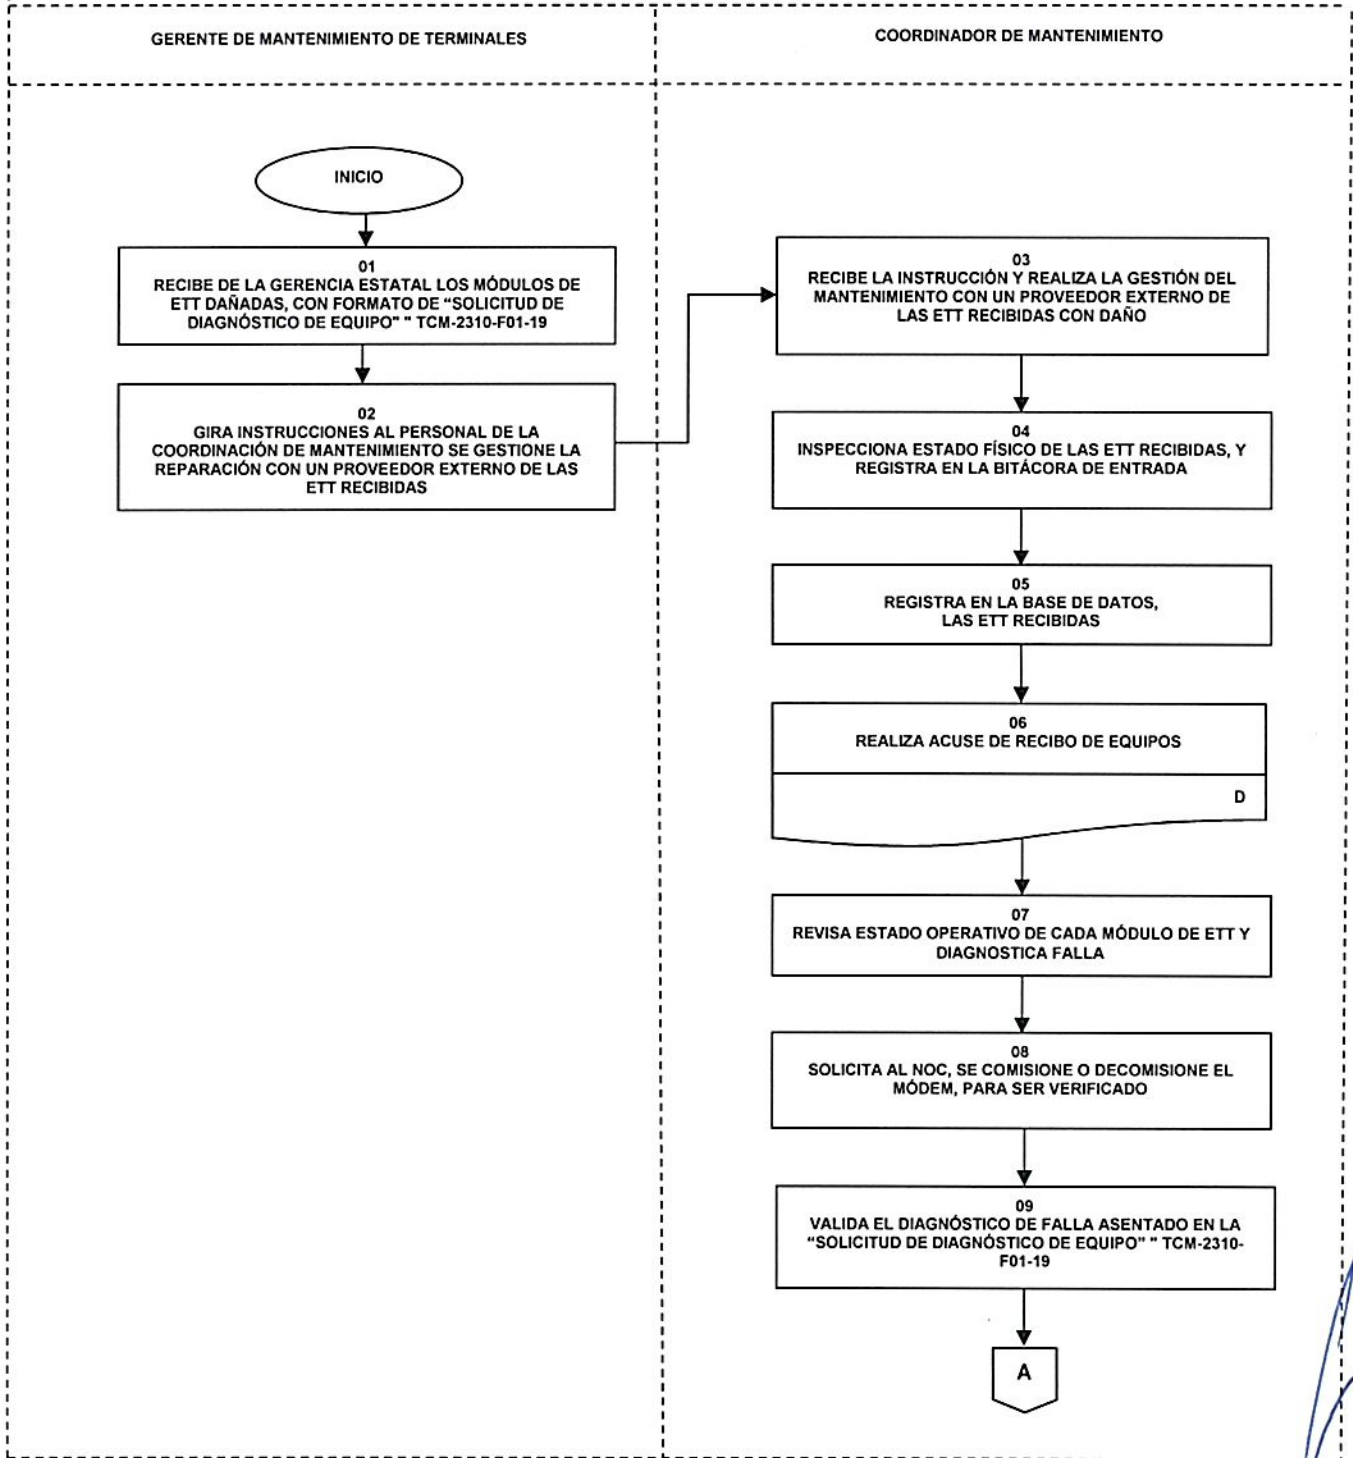 GERENTE DE MANTENIMIENTO DE TERMINALES
COORDINADOR DE MANTENIMIENTO
INICIO
01
RECIBE DE LA GERENCIA ESTATAL LOS MÓDULOS DE
ETT DAÑADAS, CON FORMATO DE “SOLICITUD DE
DIAGNÓSTICO DE EQUIPO” " TCM-2310-F01-19
02
GIRA INSTRUCCIONES AL PERSONAL DE LA
COORDINACIÓN DE MANTENIMIENTO SE GESTIONE LA
REPARACIÓN CON UN PROVEEDOR EXTERNO DE LAS
ETT RECIBIDAS
03
RECIBE LA INSTRUCCIÓN Y REALIZA LA GESTIÓN DEL
MANTENIMIENTO CON UN PROVEEDOR EXTERNO DE
LAS ETT RECIBIDAS CON DAÑO
04
INSPECCIONA ESTADO FÍSICO DE LAS ETT RECIBIDAS, Y
REGISTRA EN LA BITÁCORA DE ENTRADA
05
REGISTRA EN LA BASE DE DATOS,
LAS ETT RECIBIDAS
06
REALIZA ACUSE DE RECIBO DE EQUIPOS
D
07
REVISA ESTADO OPERATIVO DE CADA MÓDULO DE ETT Y
DIAGNOSTICA FALLA
08
SOLICITA AL NOC, SE COMISIONE O DECOMISIONE EL
MÓDEM, PARA SER VERIFICADO
09
VALIDA EL DIAGNÓSTICO DE FALLA ASENTADO EN LA
“SOLICITUD DE DIAGNÓSTICO DE EQUIPO” " TCM-2310-
F01-19
A